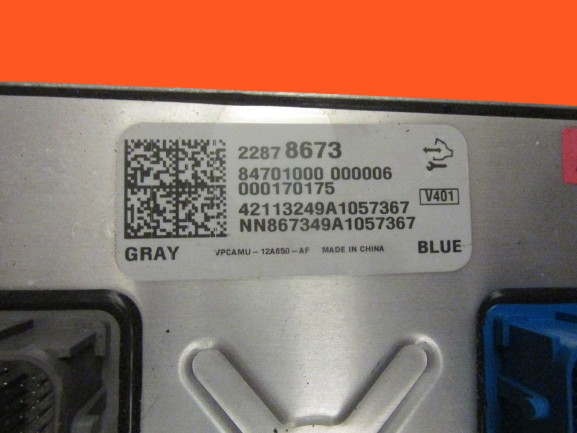 2287 8673
84701000 000006
000170175
V401
42113249A1057367
NN867349A1057367
GRAY VPCAMU-12A650-AF MADE IN CHINA BLUE